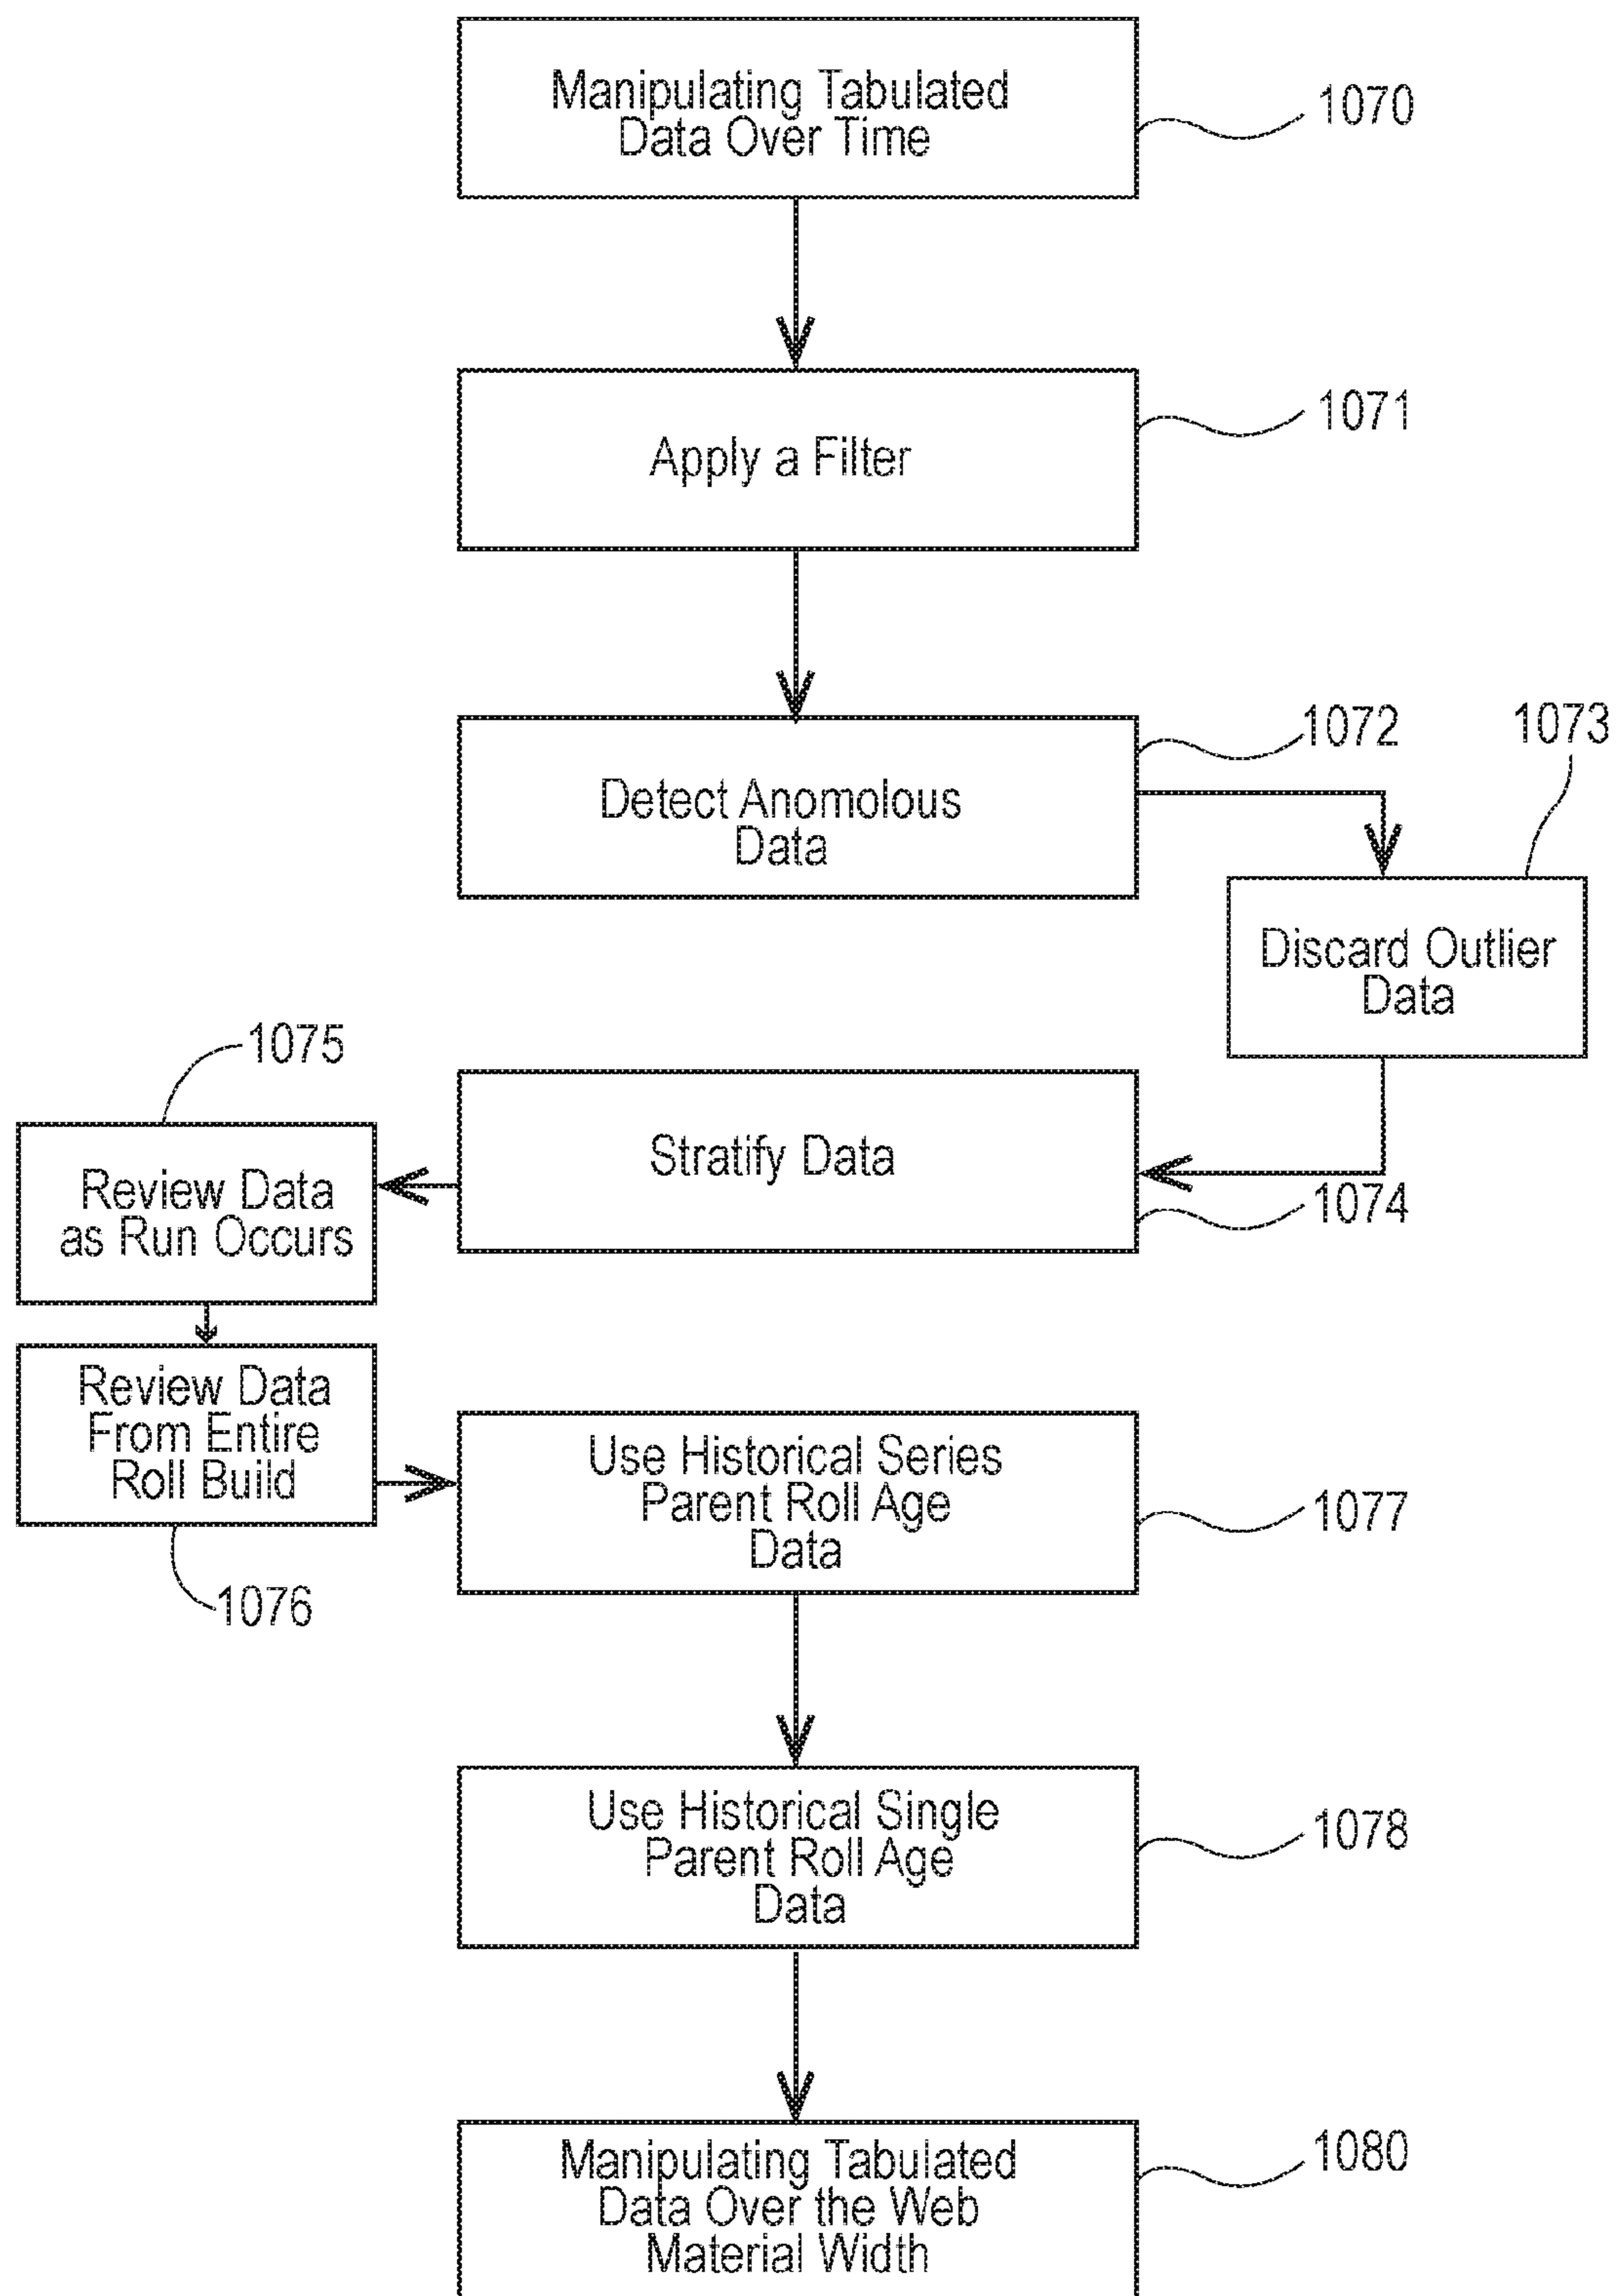 Manipulating Tabulated
Data Over Time
1070
Apply a Filter
1071
Detect Anomolous
Data
1072
1073
Discard Outlier
Data
1075
Stratify Data
1074
Review Data
as Run Occurs
Review Data
From Entire
Roll Build
1076
Use Historical Series
Parent Roll Age
Data
1077
Use Historical Single
Parent Roll Age
Data
1078
Manipulating Tabulated
Data Over the Web
Material Width
1080